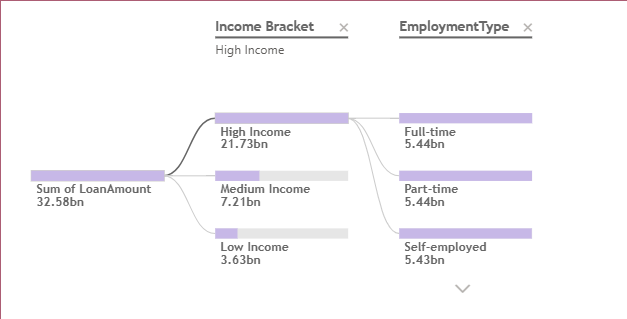 Income Bracket
EmploymentType
High Income
High Income
21.73bn
Full-time
5.44bn
Sum of LoanAmount
32.58bn
Medium Income
7.21bn
Part-time
5.44bn
Low Income
3.63bn
Self-employed
5.43bn